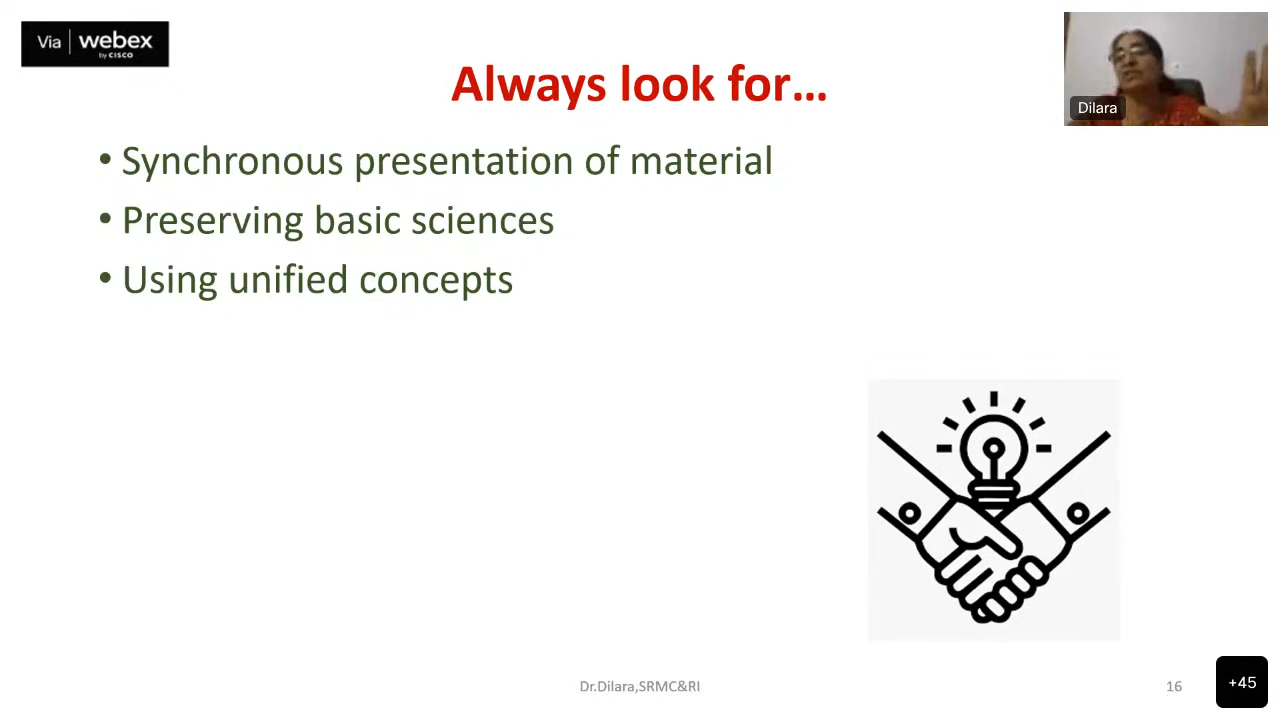 Via webex
by CISCO
Always look for...
Dilara
• Synchronous presentation of material
• Preserving basic sciences
• Using unified concepts
Dr.Dilara,SRMC&RI
16
+45